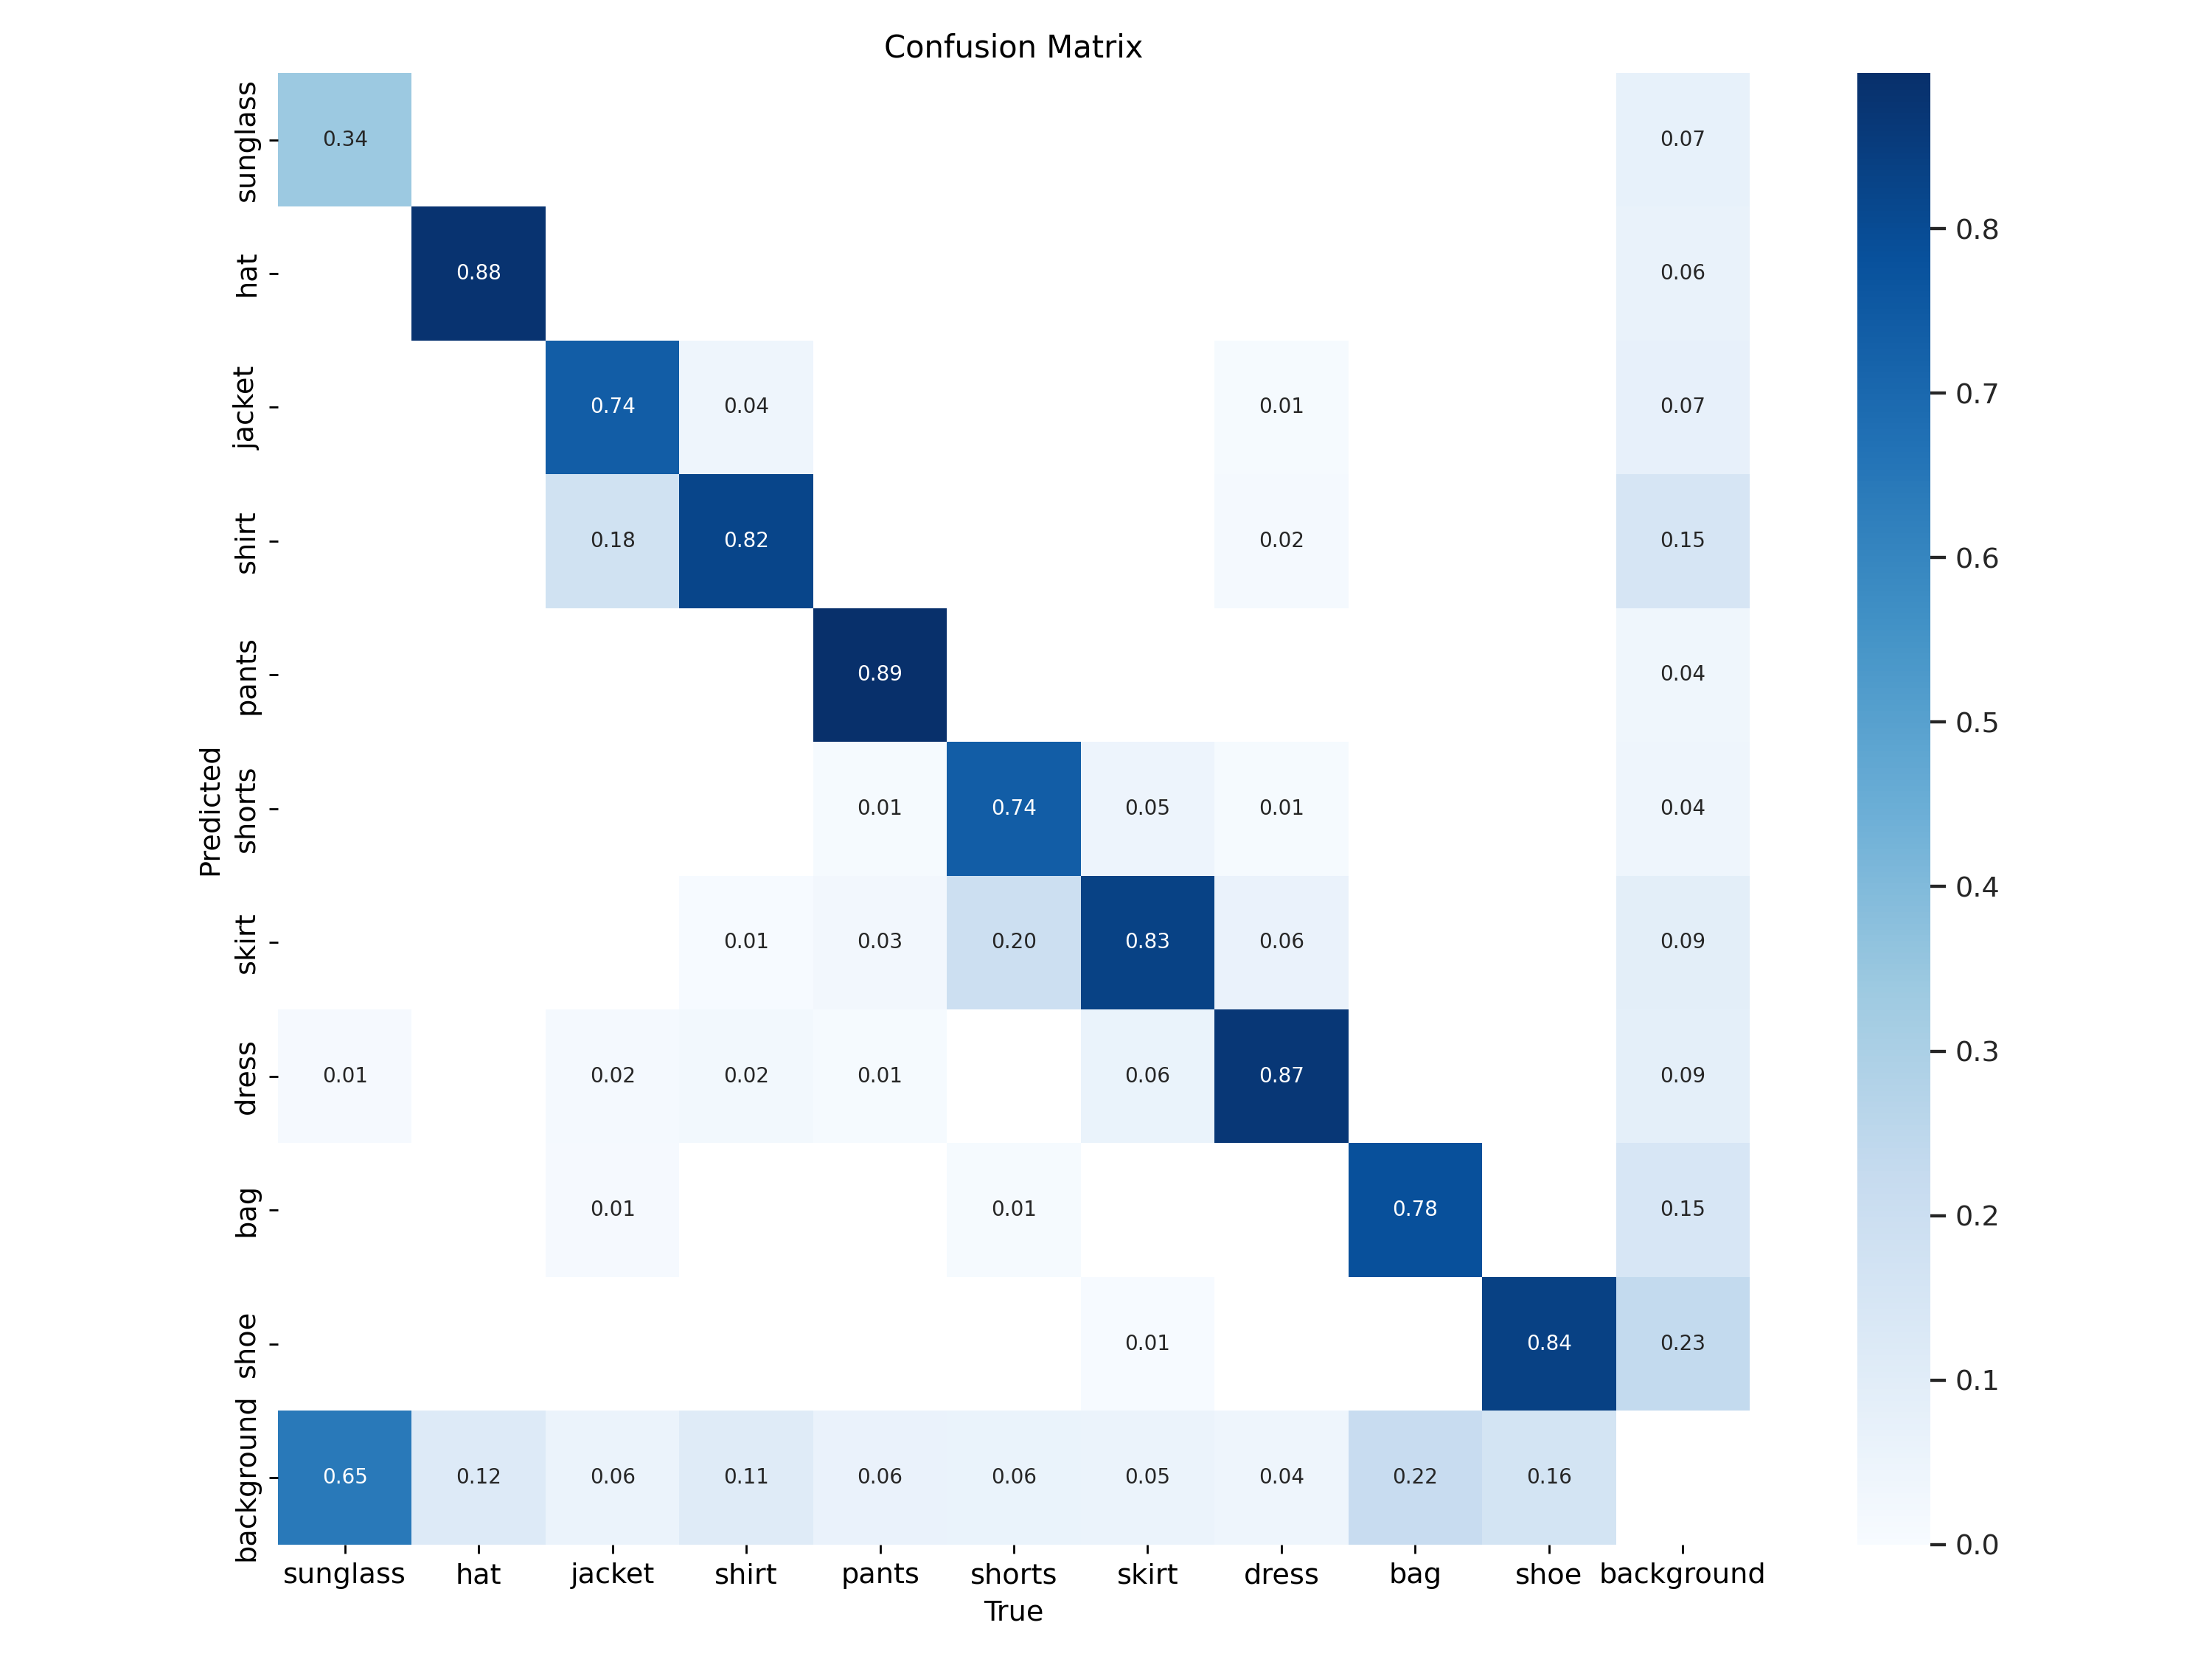 Confusion Matrix
sunglass 0.34 0.07
hat 0.88 0.06 0.8
jacket 0.74 0.04 0.01 0.07 0.7
shirt 0.18 0.82 0.02 0.15 0.6
pants 0.89 0.04 0.5
Predicted
shorts 0.01 0.74 0.05 0.01 0.04 0.4
skirt 0.01 0.03 0.20 0.83 0.06 0.09
dress 0.01 0.02 0.02 0.01 0.06 0.87 0.09 0.3
bag 0.01 0.01 0.78 0.15 0.2
shoe 0.01 0.84 0.23 0.1
background 0.65 0.12 0.06 0.11 0.06 0.06 0.05 0.04 0.22 0.16 0.0
sunglass hat jacket shirt pants shorts skirt dress bag shoe background
True